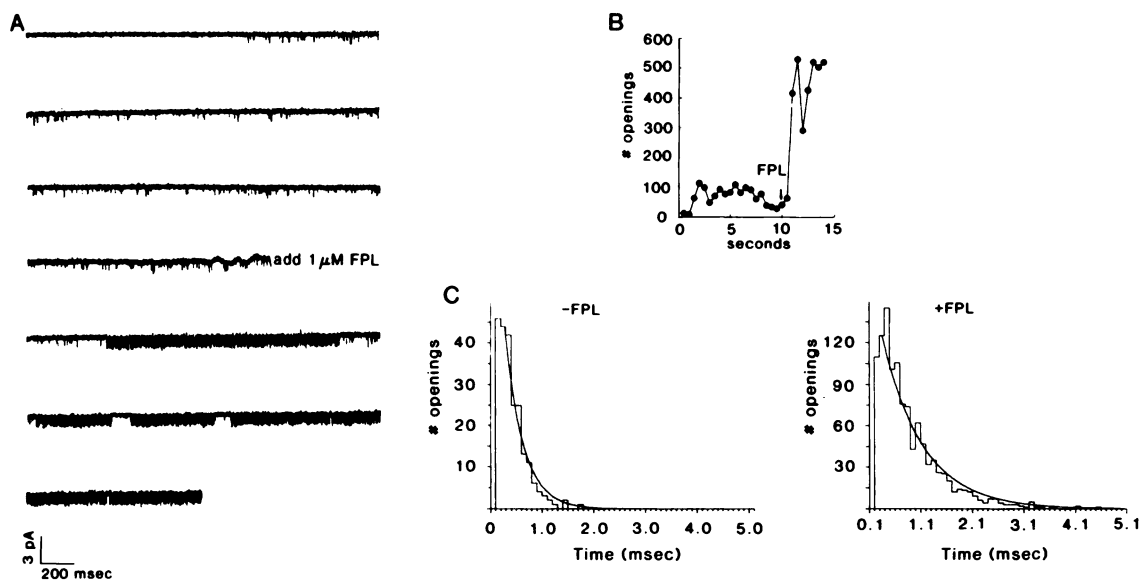 A
add 1 μM FPL
3 pA
200 msec
B
# openings
600
500
400
300
200
100
0
FPL
0 5 10 15
seconds
C
−FPL
# openings
40
30
20
10
0 1.0 2.0 3.0 4.0 5.0
Time (msec)
+FPL
# openings
120
90
60
30
0.1 1.1 2.1 3.1 4.1 5.1
Time (msec)